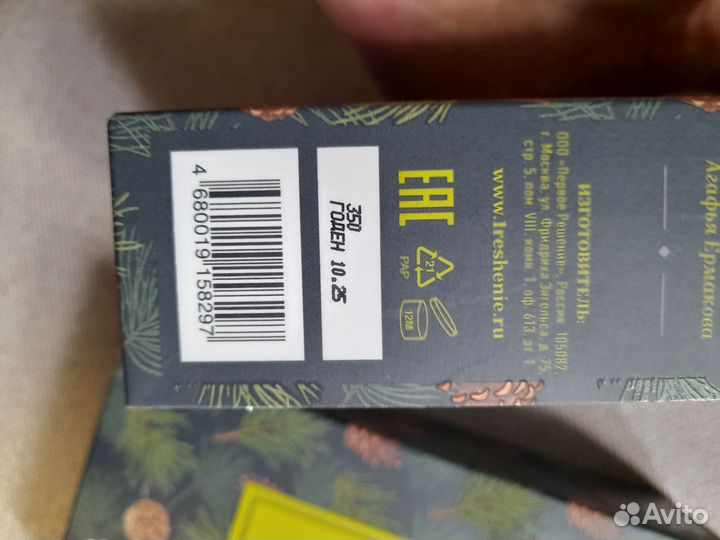 4 680019 158297
350
ГОДЕН 10.25
ЕАС
21
PAP
12M
www.1reshenie.ru
ИЗГОТОВИТЕЛЬ:
ООО «Первое Решение», Россия, 105082,
г. Москва, ул. Фридриха Энгельса, д. 75,
стр. 5, пом. VIII, комн. 1, оф. 613, эт. 1
Агафья Ермакова
Avito